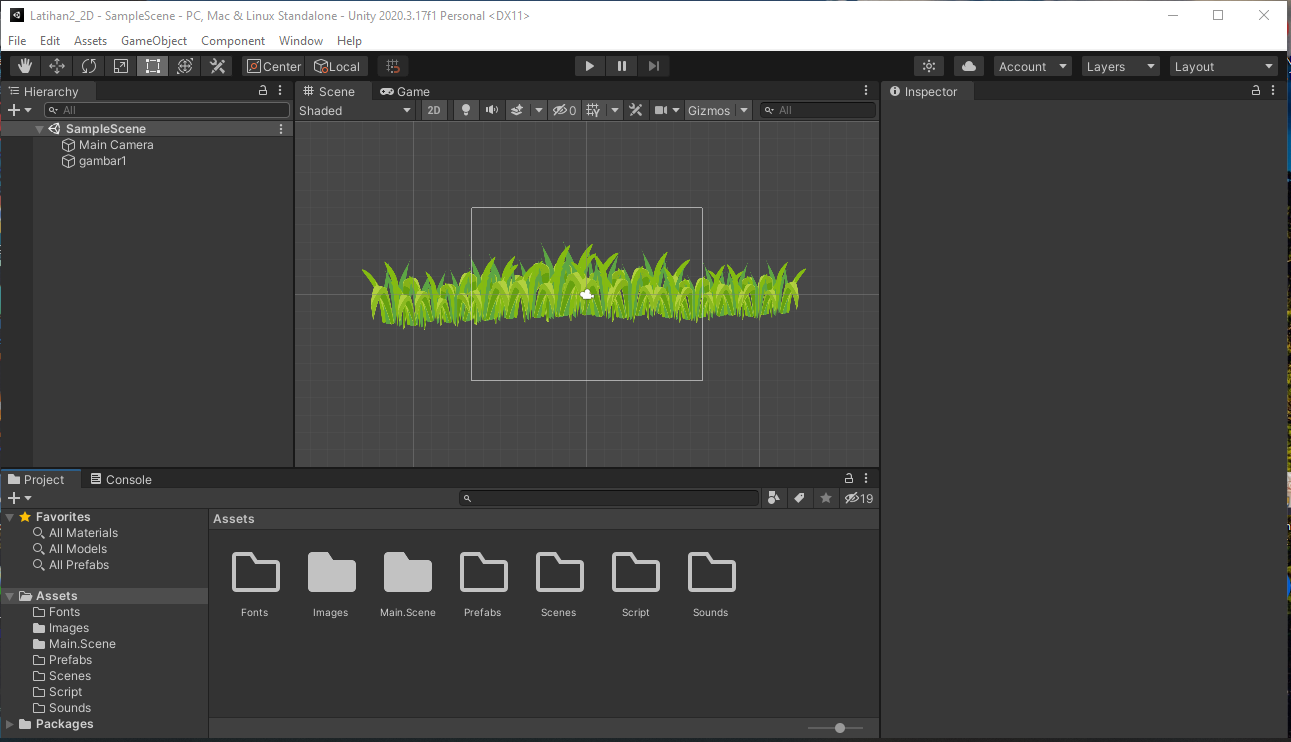 Latihan2_2D - SampleScene - PC, Mac & Linux Standalone - Unity 2020.3.17f1 Personal <DX11>
File Edit Assets GameObject Component Window Help
Center Local Account Layers Layout
Hierarchy
All
SampleScene
Main Camera
gambar1
Scene Game
Shaded 2D 0 Gizmos All
Inspector
Project Console
19
Favorites
All Materials
All Models
All Prefabs
Assets
Fonts
Images
Main.Scene
Prefabs
Scenes
Script
Sounds
Packages
Assets
Fonts Images Main.Scene Prefabs Scenes Script Sounds